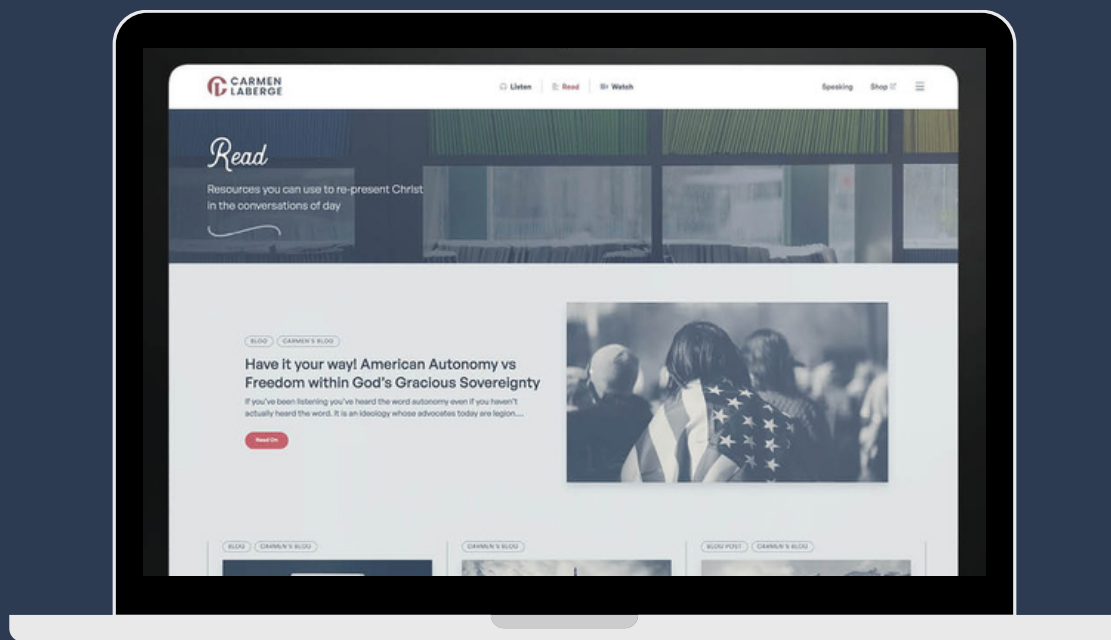 CARMEN
LABERGE
Listen
Read
Watch
Speaking
Shop
Read
Resources you can use to re-present Christ
in the conversations of day
BLOG
CARMEN'S BLOG
Have it your way! American Autonomy vs
Freedom within God's Gracious Sovereignty
If you've been listening you've heard the word autonomy even if you haven't
actually heard the word. It is an ideology whose advocates today are legion....
Read On
BLOG
CARMEN'S BLOG
CARMEN'S BLOG
BLOG POST
CARMEN'S BLOG